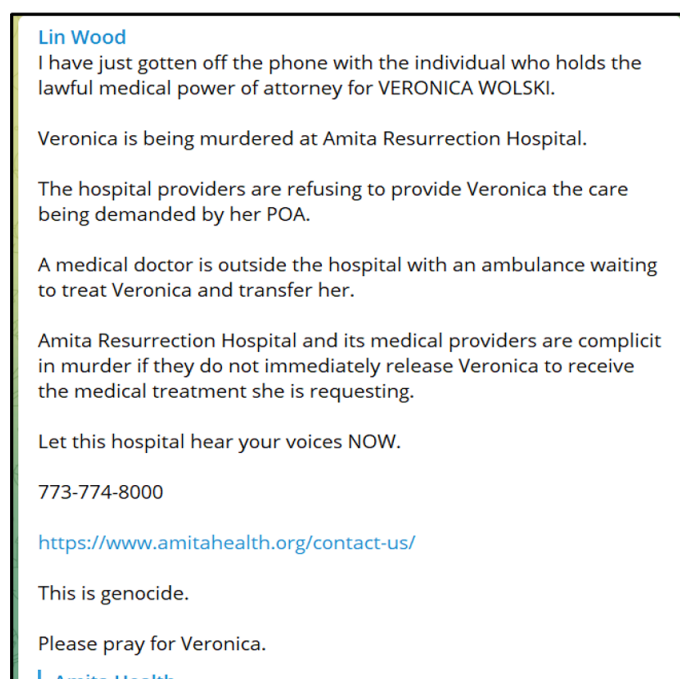 Lin Wood
I have just gotten off the phone with the individual who holds the
lawful medical power of attorney for VERONICA WOLSKI.
Veronica is being murdered at Amita Resurrection Hospital.
The hospital providers are refusing to provide Veronica the care
being demanded by her POA.
A medical doctor is outside the hospital with an ambulance waiting
to treat Veronica and transfer her.
Amita Resurrection Hospital and its medical providers are complicit
in murder if they do not immediately release Veronica to receive
the medical treatment she is requesting.
Let this hospital hear your voices NOW.
773-774-8000
https://www.amitahealth.org/contact-us/
This is genocide.
Please pray for Veronica.
Amita Health